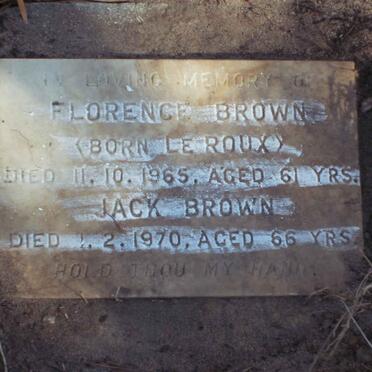 IN LOVING MEMORY OF
FLORENCE BROWN
(BORN LE ROUX)
DIED 11.10.1965, AGED 61 YRS.
JACK BROWN
DIED 2.1970, AGED 66 YRS.
HOLD THOU MY HAND.